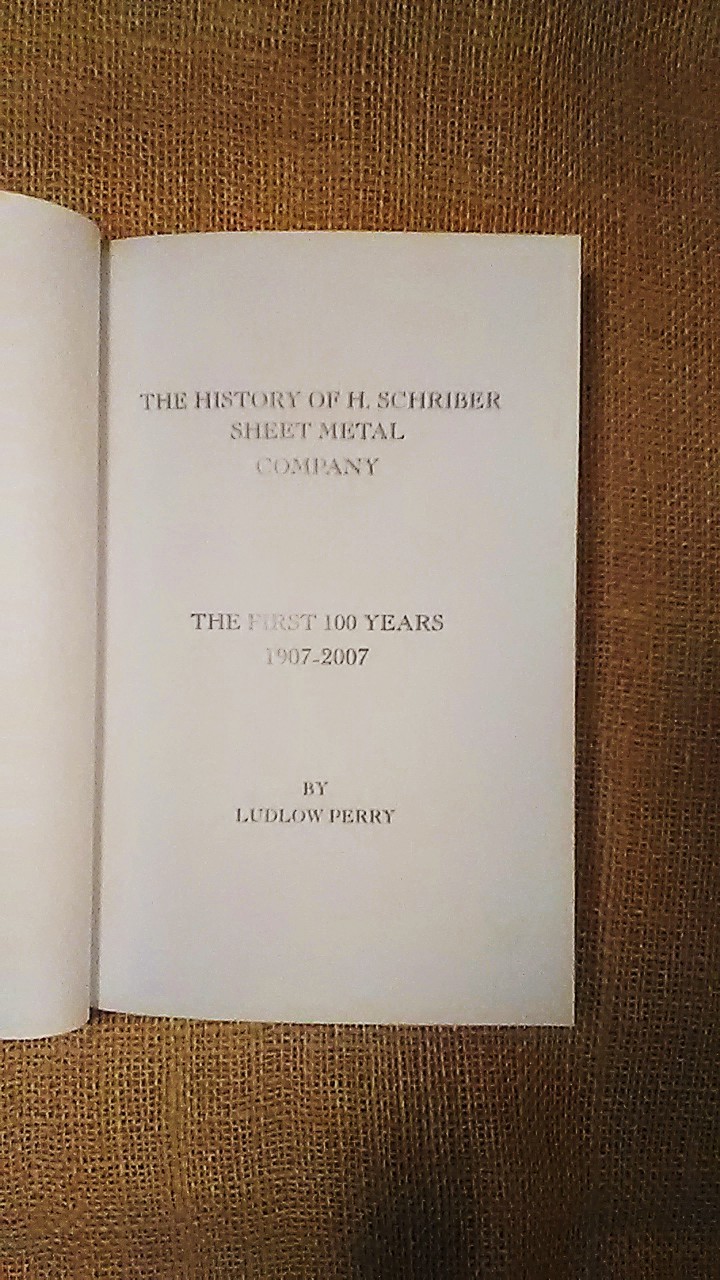 THE HISTORY OF H. SCHRIBER
SHEET METAL
COMPANY
THE FIRST 100 YEARS
1907-2007
BY
LUDLOW PERRY